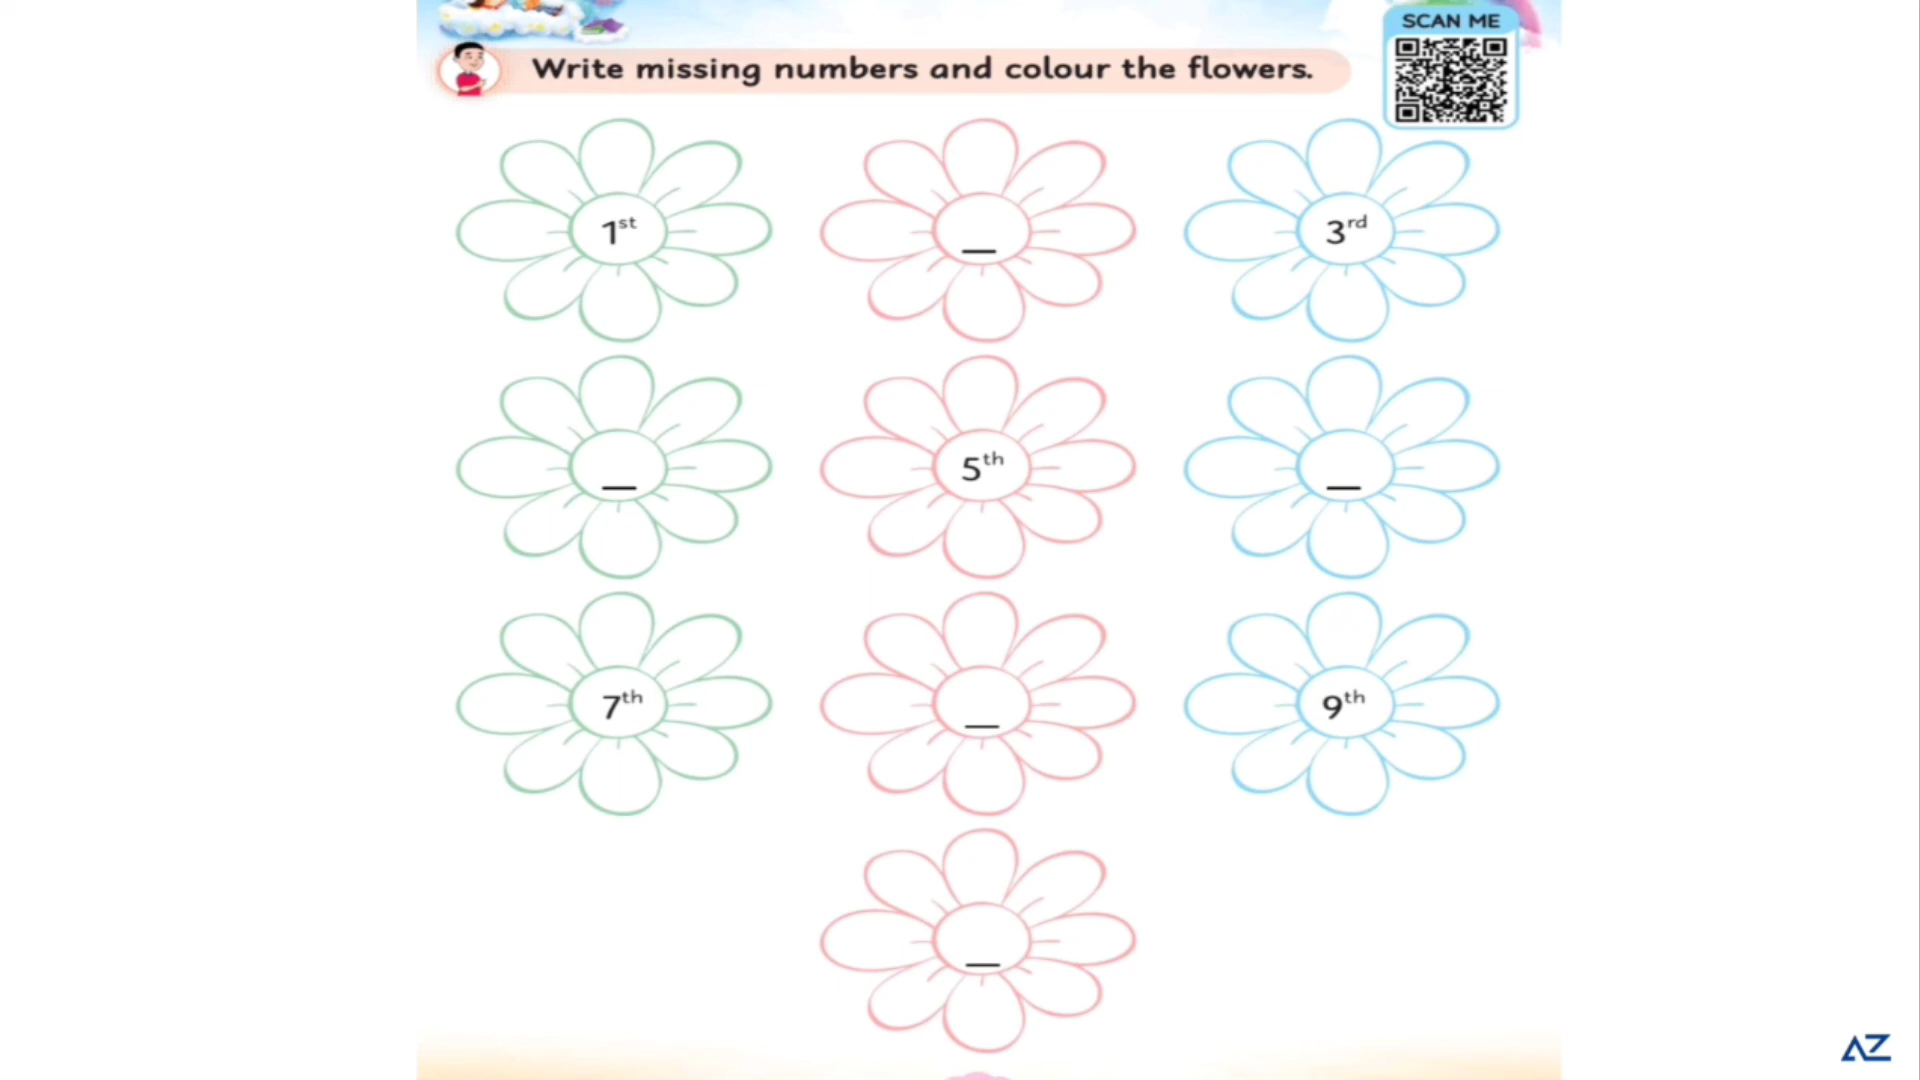 SCAN ME
Write missing numbers and colour the flowers.
1st _ 3rd
_ 5th _
7th _ 9th
_
AZ